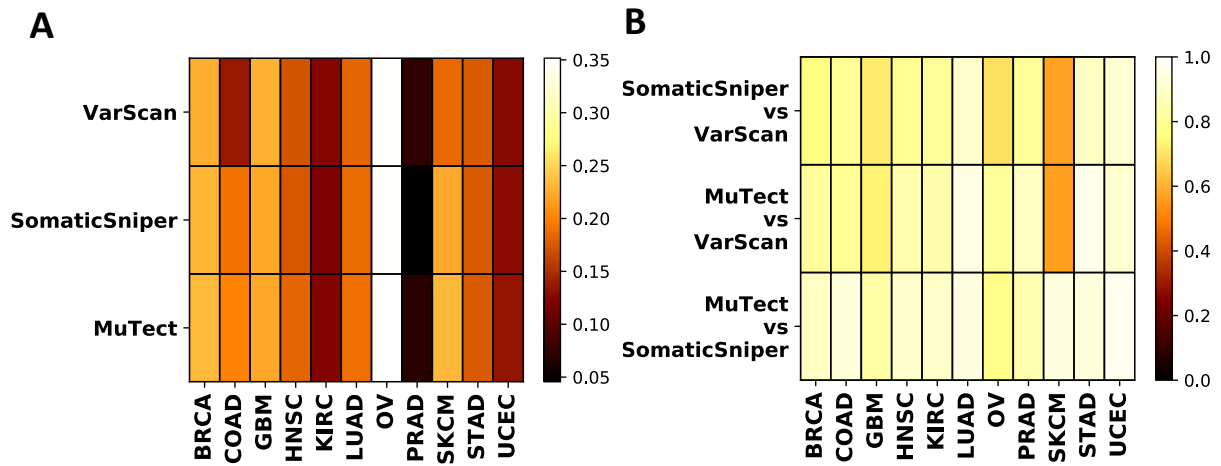 A
VarScan
SomaticSniper
MuTect
BRCA
COAD
GBM
HNSC
KIRC
LUAD
OV
PRAD
SKCM
STAD
UCEC
0.35
0.30
0.25
0.20
0.15
0.10
0.05
B
SomaticSniper
vs
VarScan
MuTect
vs
VarScan
MuTect
vs
SomaticSniper
BRCA
COAD
GBM
HNSC
KIRC
LUAD
OV
PRAD
SKCM
STAD
UCEC
1.0
0.8
0.6
0.4
0.2
0.0